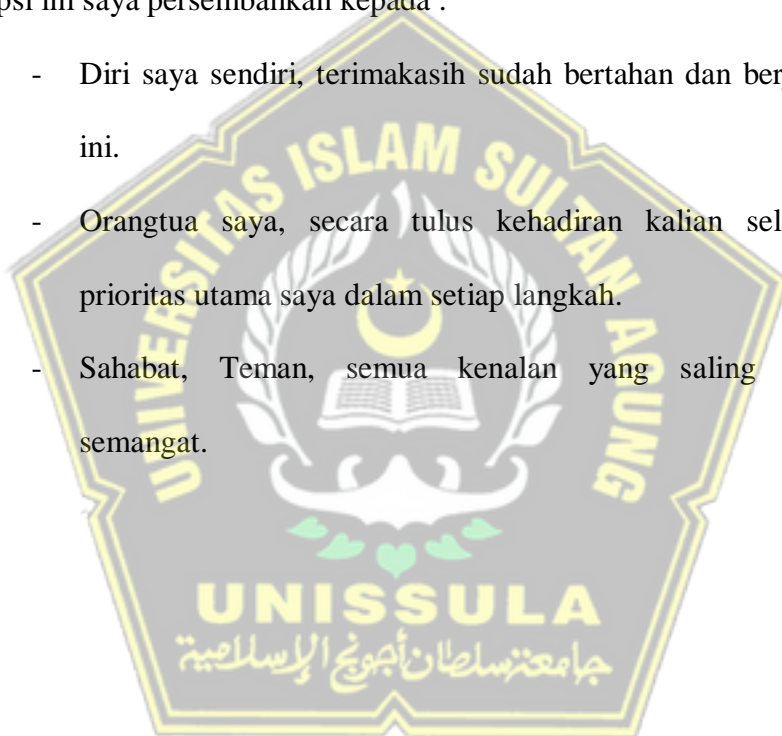 psi ini saya persembahkan kepada :
- Diri saya sendiri, terimakasih sudah bertahan dan ber
ini.
- Orangtua saya, secara tulus kehadiran kalian sel
prioritas utama saya dalam setiap langkah.
- Sahabat, Teman, semua kenalan yang saling
semangat.
UNIVERSITAS ISLAM SULTAN AGUNG
UNISSULA
جامعة سلطان أجونج الإسلامية